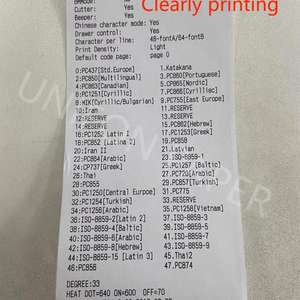 Clearly printing
BMMode: Yes
Cutter: Yes
Beeper: Yes
Chinese character mode: Yes
Drawer control: Yes
Character per line: 48-fontA/64-fontB
Print Density: Light
Default code page: page 0
0:PC437[Std.Europe] 1.Katakana
2:PC850[Multilingual] 3.PC860[Portuguese]
4:PC863[Canadian] 5.PC865[Nordic]
6:PC1251[Cyrillic] 7.PC866[Cyrillic]
8:MIK[Cyrillic/Bulgarian] 9.PC755[East Europe]
10:Iran 13.RESERVE
12:RESERVE 15.PC862[Hebrew]
14:RESERVE 17.PC1253[Greek]
16:PC1252 Latin I 19.PC858
18:PC852 [Latina 2] 21.Latvian
20:Iran II 23:ISO-8859-1
22:PC864[Arabic] 25.PC1257 [Baltic]
24:CP737[Greek] 27.PC720[Arabic]
26:Thai 29.PC857[Turkish]
28:PC855 31.PC775
30:PC1250[Central Europe] 33.RESERVE
32:PC1254[Turkish] 35.PC1258[Vietnam]
34:PC1256[Arabic] 37:ISO-8859-3
36:ISO-8859-2[Latin 2] 39:ISO-8859-5
38:ISO-8859-4[Baltic] 41:ISO-8859-7
40:ISO-8859-6[Arabic] 43:ISO-8859-9
42:ISO-8859-8[Hebrew] 45.Thai2
44:ISO-8859-15 [Latin 3] 47.PC874
46:PC856
DEGREE:33
HEAT DOT=640 ON=600 OFF=70